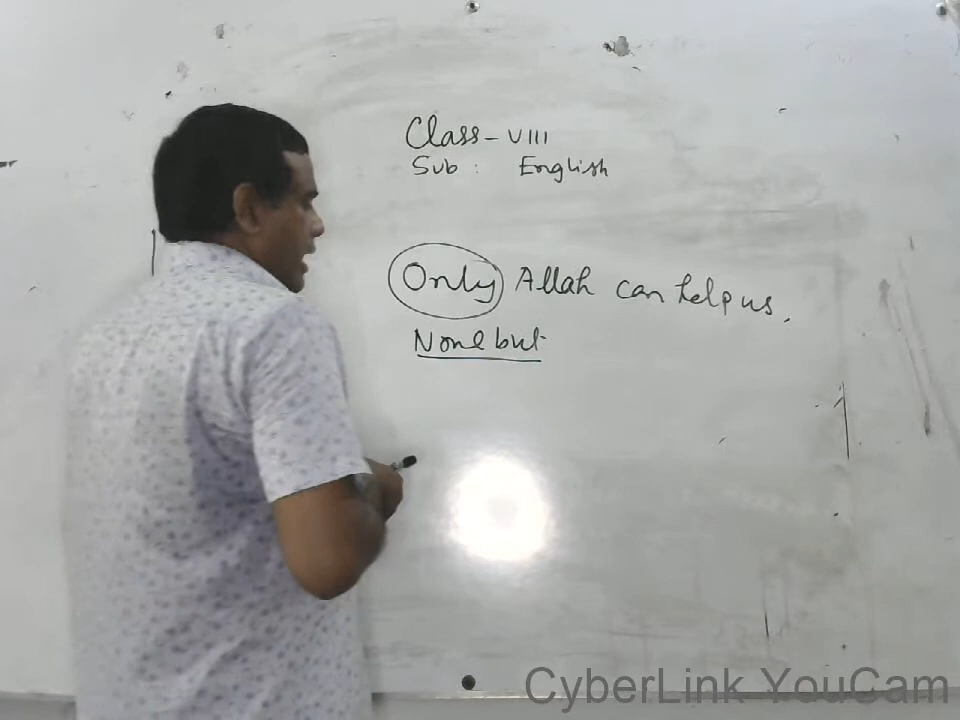 Class - VIII
Sub : English
Only Allah can help us.
None but
CyberLink YouCam